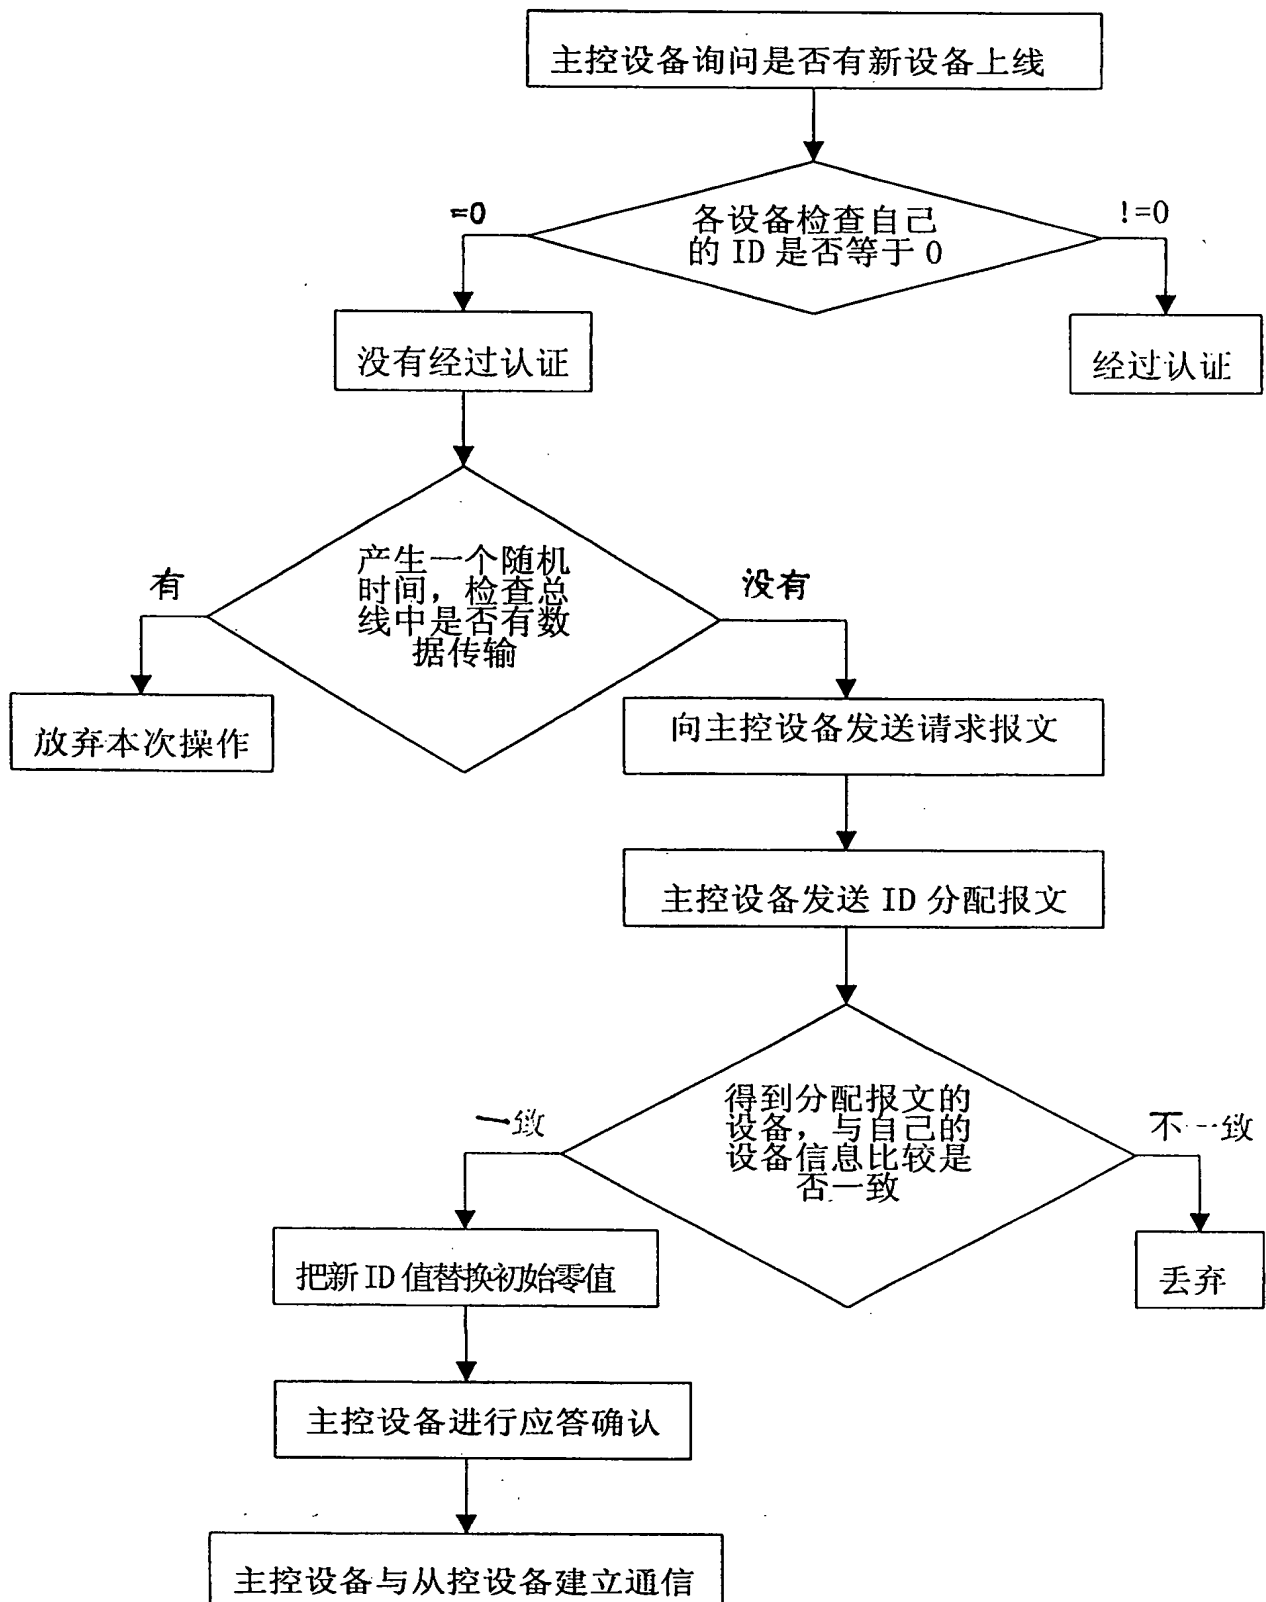 主控设备询问是否有新设备上线
各设备检查自己
的 ID 是否等于 0
=0
!=0
没有经过认证
经过认证
产生一个随机
时间，检查总
线中是否有数
据传输
有
没有
放弃本次操作
向主控设备发送请求报文
主控设备发送 ID 分配报文
得到分配报文的
设备，与自己的
设备信息比较是
否一致
一致
不一致
把新 ID 值替换初始零值
丢弃
主控设备进行应答确认
主控设备与从控设备建立通信